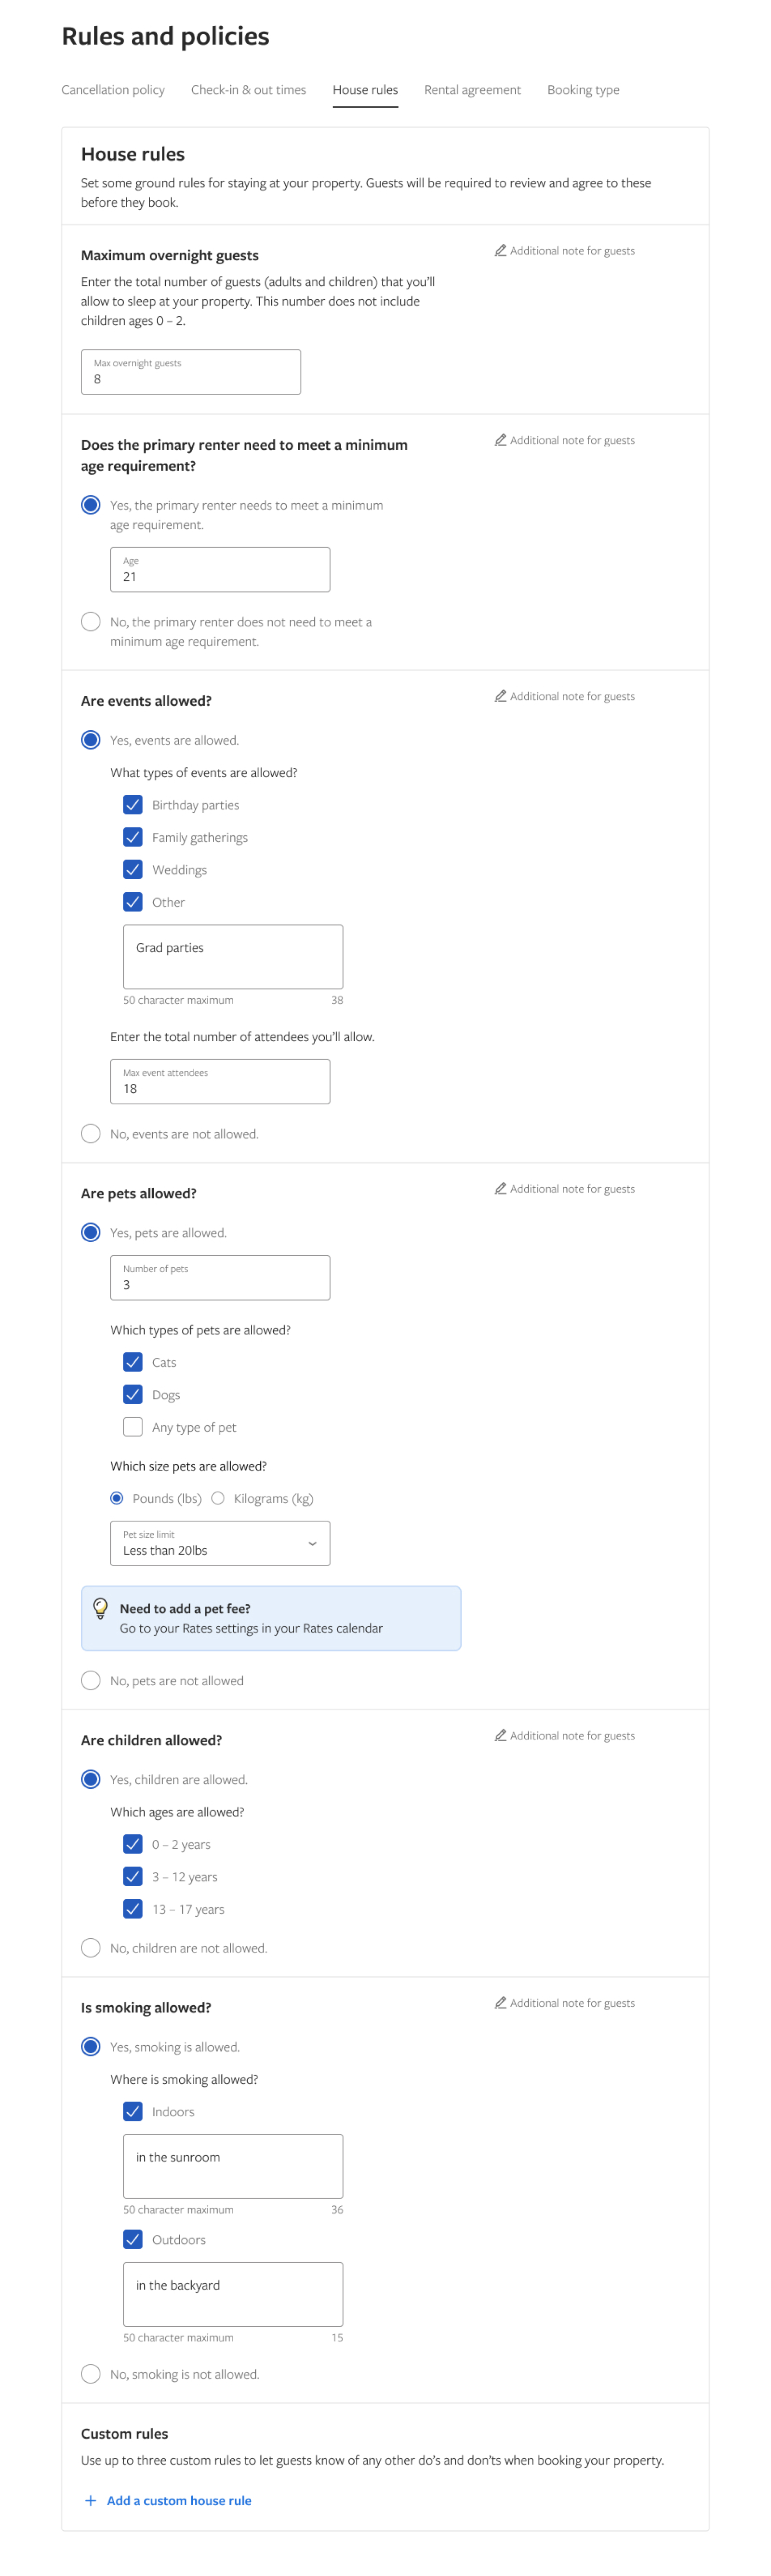 Rules and policies
Cancellation policy Check-in & out times House rules Rental agreement Booking type
House rules
Set some ground rules for staying at your property. Guests will be required to review and agree to these
before they book.
Maximum overnight guests
Additional note for guests
Enter the total number of guests (adults and children) that you'll
allow to sleep at your property. This number does not include
children ages 0 – 2.
Max overnight guests
8
Does the primary renter need to meet a minimum
age requirement?
Additional note for guests
Yes, the primary renter needs to meet a minimum
age requirement.
Age
21
No, the primary renter does not need to meet a
minimum age requirement.
Are events allowed?
Additional note for guests
Yes, events are allowed.
What types of events are allowed?
Birthday parties
Family gatherings
Weddings
Other
Grad parties
50 character maximum 38
Enter the total number of attendees you'll allow.
Max event attendees
18
No, events are not allowed.
Are pets allowed?
Additional note for guests
Yes, pets are allowed.
Number of pets
3
Which types of pets are allowed?
Cats
Dogs
Any type of pet
Which size pets are allowed?
Pounds (lbs) Kilograms (kg)
Pet size limit
Less than 20lbs
Need to add a pet fee?
Go to your Rates settings in your Rates calendar
No, pets are not allowed
Are children allowed?
Additional note for guests
Yes, children are allowed.
Which ages are allowed?
0 – 2 years
3 – 12 years
13 – 17 years
No, children are not allowed.
Is smoking allowed?
Additional note for guests
Yes, smoking is allowed.
Where is smoking allowed?
Indoors
in the sunroom
50 character maximum 36
Outdoors
in the backyard
50 character maximum 15
No, smoking is not allowed.
Custom rules
Use up to three custom rules to let guests know of any other do's and don'ts when booking your property.
+ Add a custom house rule